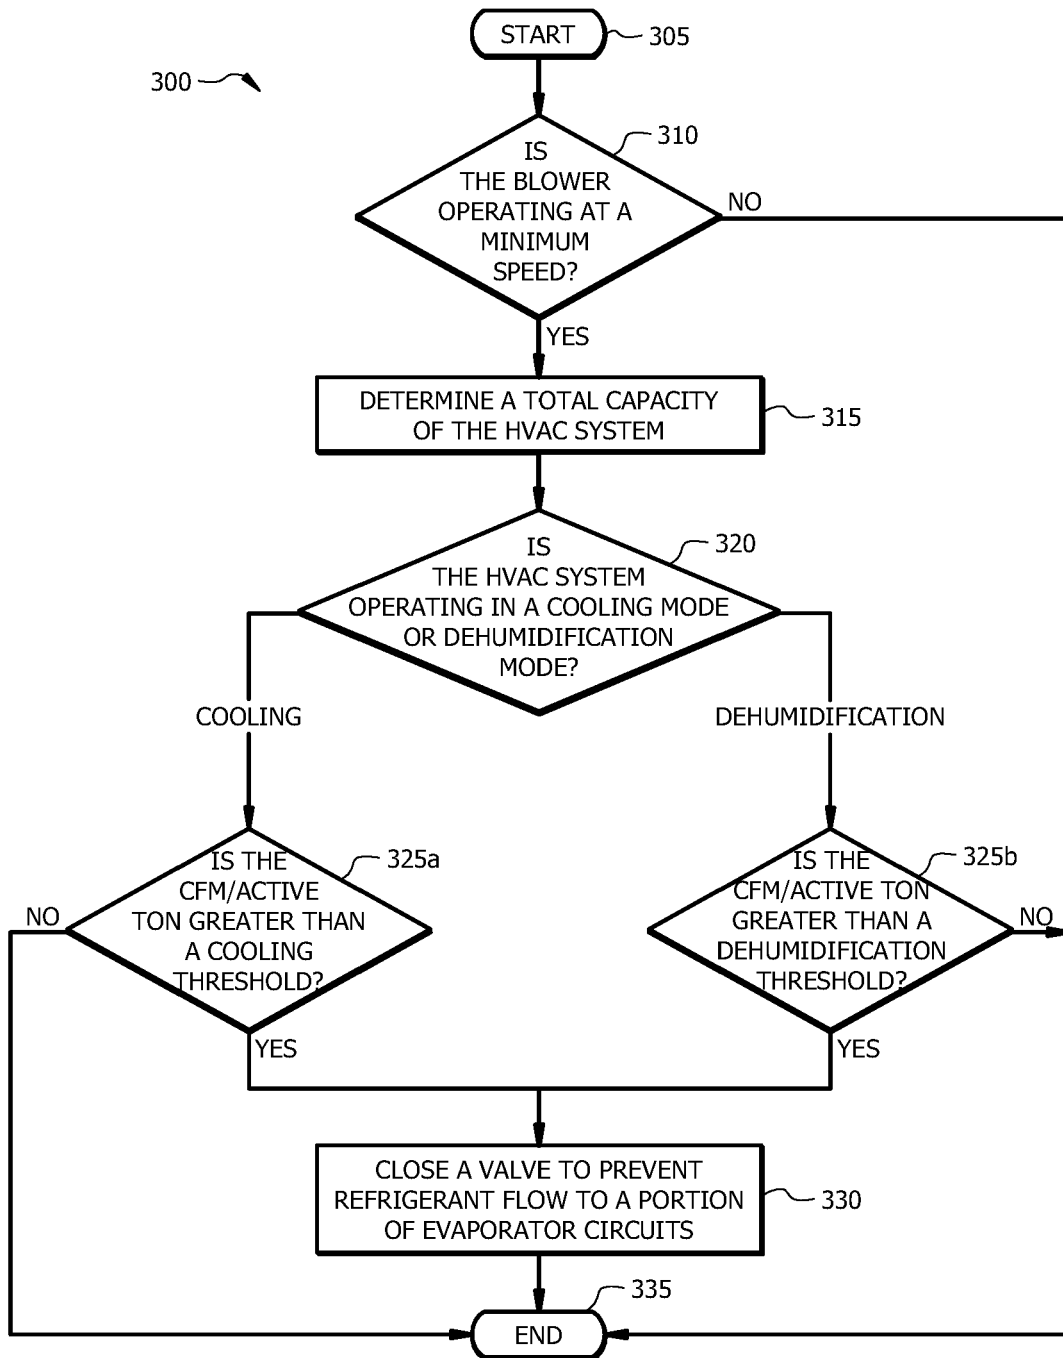 START
305
300
310
IS
THE BLOWER
OPERATING AT A
MINIMUM
SPEED?
NO
YES
DETERMINE A TOTAL CAPACITY
OF THE HVAC SYSTEM
315
320
IS
THE HVAC SYSTEM
OPERATING IN A COOLING MODE
OR DEHUMIDIFICATION
MODE?
COOLING
DEHUMIDIFICATION
325a
IS THE
CFM/ACTIVE
TON GREATER THAN
A COOLING
THRESHOLD?
NO
YES
325b
IS THE
CFM/ACTIVE TON
GREATER THAN A
DEHUMIDIFICATION
THRESHOLD?
NO
YES
CLOSE A VALVE TO PREVENT
REFRIGERANT FLOW TO A PORTION
OF EVAPORATOR CIRCUITS
330
335
END